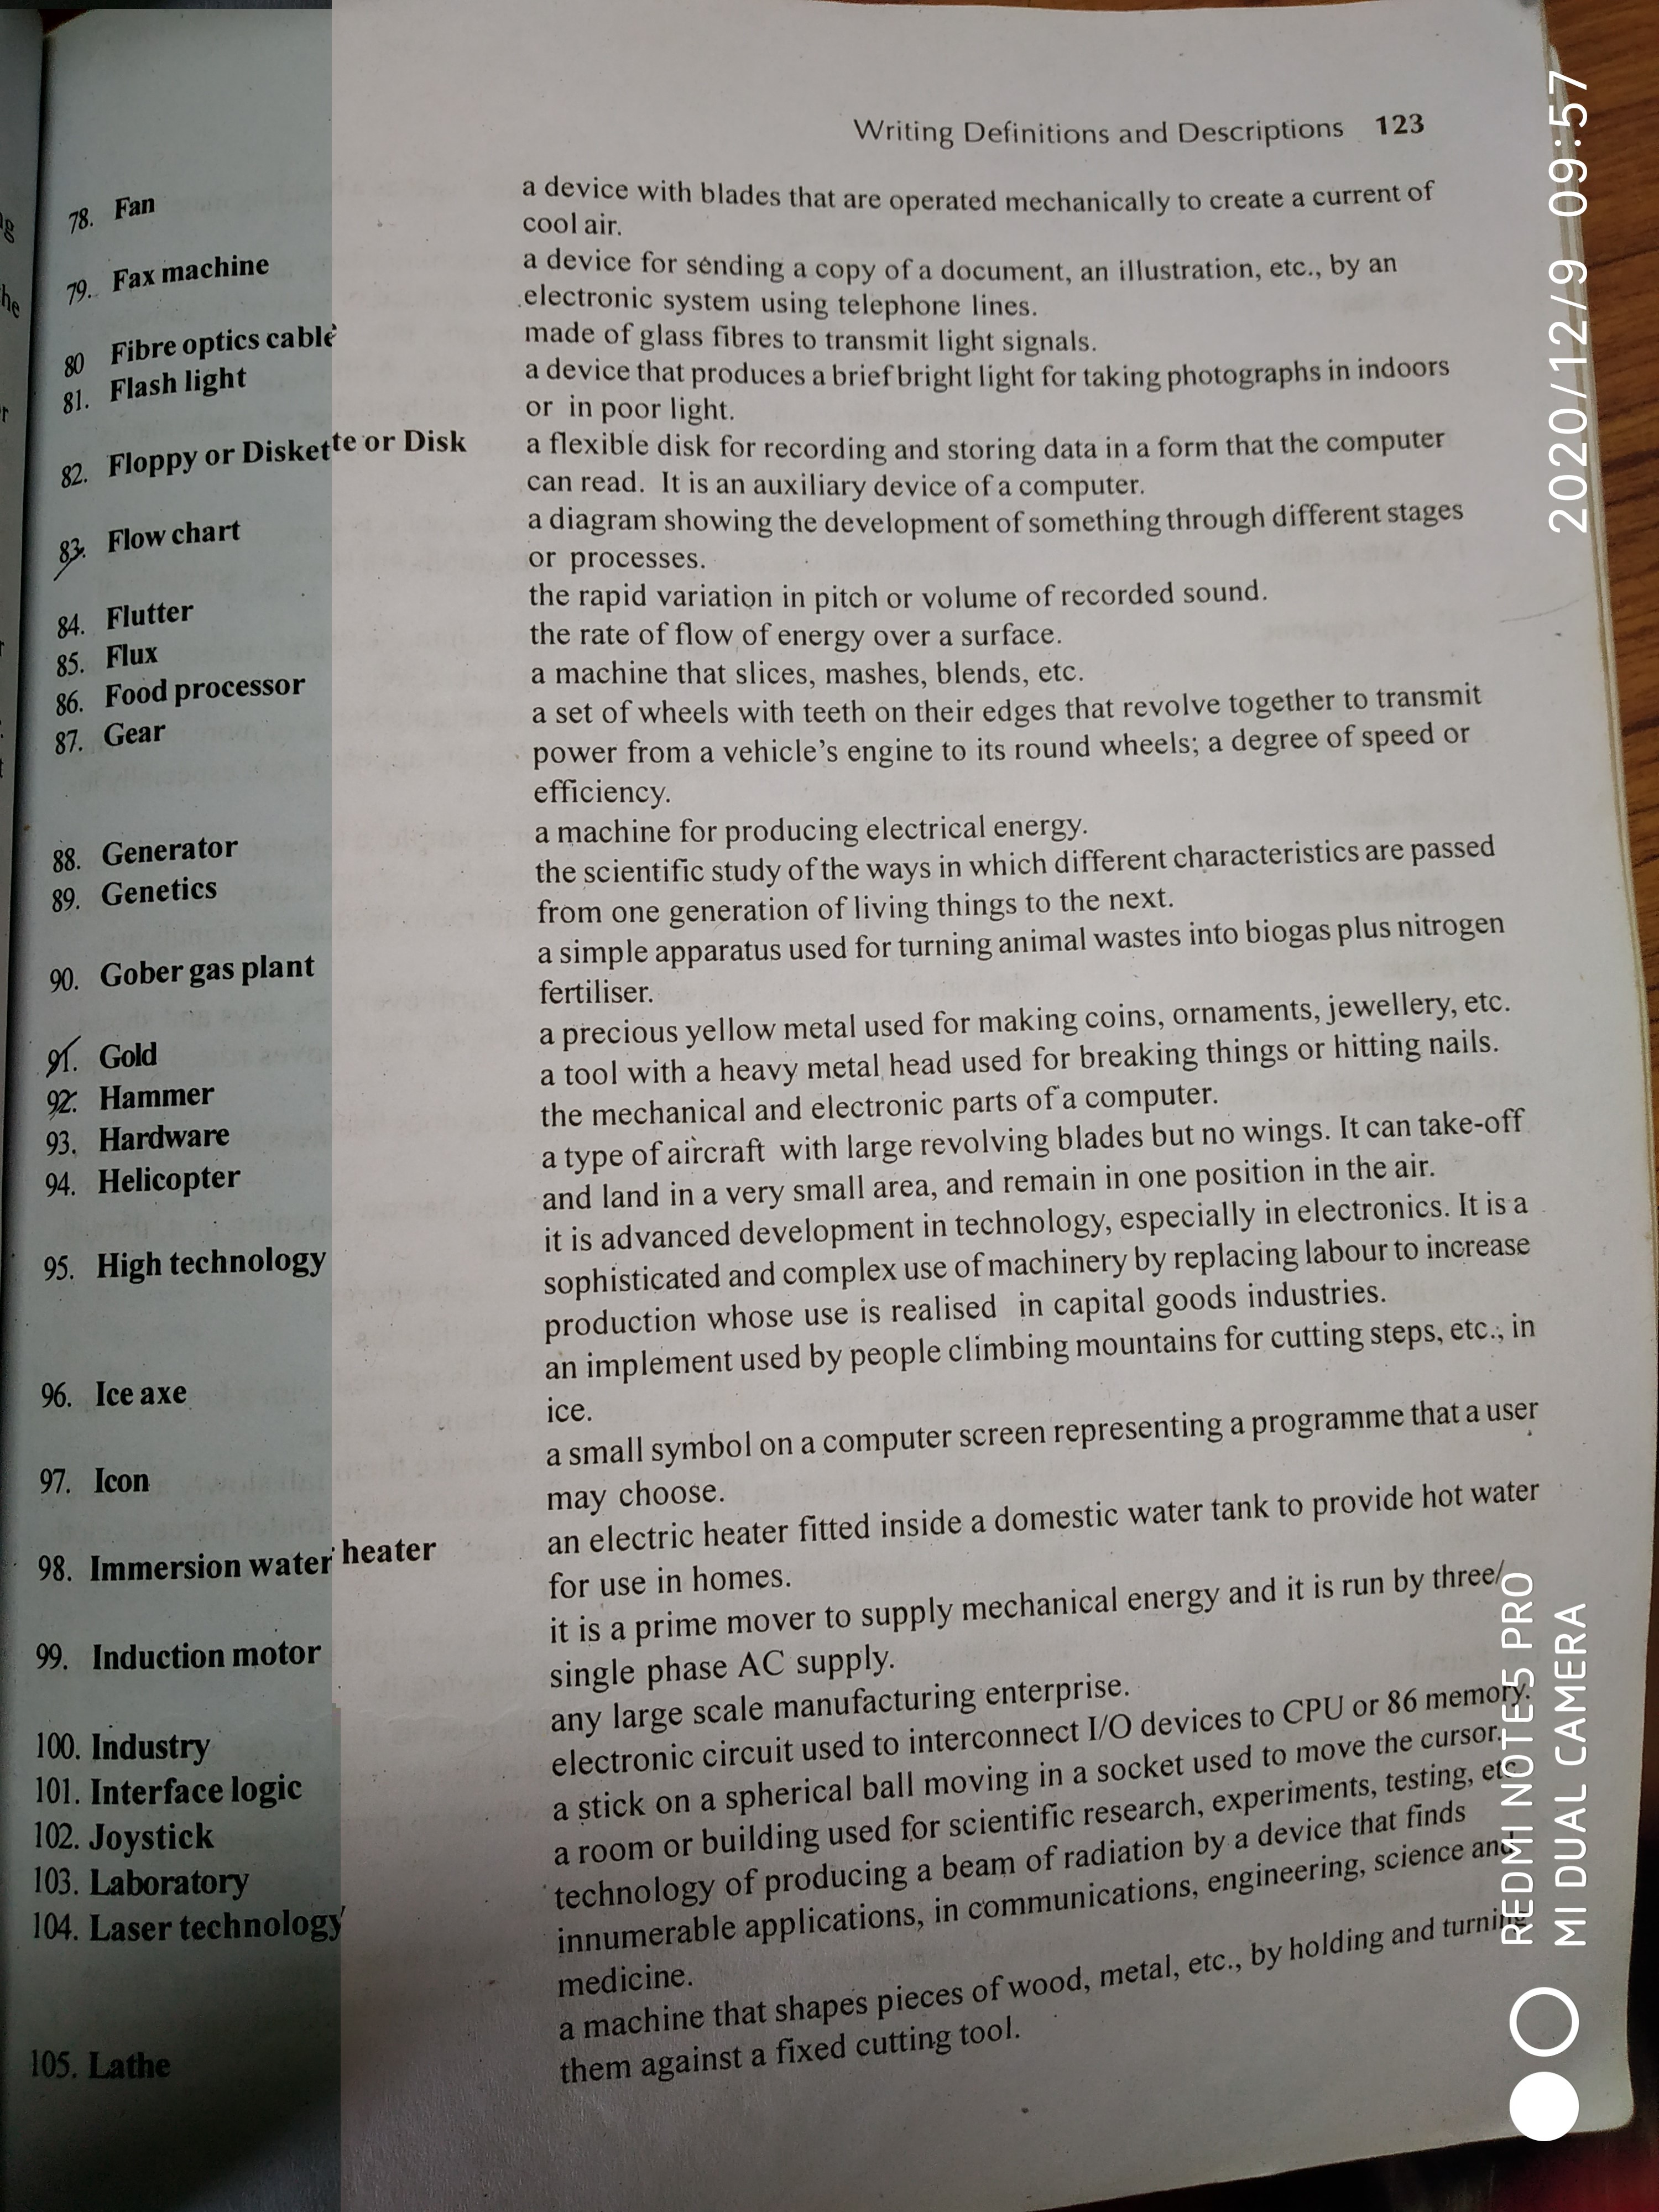 Writing Definitions and Descriptions 123
78. Fan a device with blades that are operated mechanically to create a current of
cool air.
79. Fax machine a device for sending a copy of a document, an illustration, etc., by an
electronic system using telephone lines.
80 Fibre optics cable made of glass fibres to transmit light signals.
81. Flash light a device that produces a brief bright light for taking photographs in indoors
or in poor light.
82. Floppy or Diskette or Disk a flexible disk for recording and storing data in a form that the computer
can read. It is an auxiliary device of a computer.
83. Flow chart a diagram showing the development of something through different stages
or processes.
84. Flutter the rapid variation in pitch or volume of recorded sound.
85. Flux the rate of flow of energy over a surface.
86. Food processor a machine that slices, mashes, blends, etc.
87. Gear a set of wheels with teeth on their edges that revolve together to transmit
power from a vehicle's engine to its round wheels; a degree of speed or
efficiency.
88. Generator a machine for producing electrical energy.
89. Genetics the scientific study of the ways in which different characteristics are passed
from one generation of living things to the next.
90. Gober gas plant a simple apparatus used for turning animal wastes into biogas plus nitrogen
fertiliser.
91. Gold a precious yellow metal used for making coins, ornaments, jewellery, etc.
92. Hammer a tool with a heavy metal head used for breaking things or hitting nails.
93. Hardware the mechanical and electronic parts of a computer.
94. Helicopter a type of aircraft with large revolving blades but no wings. It can take-off
and land in a very small area, and remain in one position in the air.
95. High technology it is advanced development in technology, especially in electronics. It is a
sophisticated and complex use of machinery by replacing labour to increase
production whose use is realised in capital goods industries.
96. Ice axe an implement used by people climbing mountains for cutting steps, etc., in
ice.
97. Icon a small symbol on a computer screen representing a programme that a user
may choose.
98. Immersion water heater an electric heater fitted inside a domestic water tank to provide hot water
for use in homes.
99. Induction motor it is a prime mover to supply mechanical energy and it is run by three/
single phase AC supply.
100. Industry any large scale manufacturing enterprise.
101. Interface logic electronic circuit used to interconnect I/O devices to CPU or 86 memory.
102. Joystick a stick on a spherical ball moving in a socket used to move the cursor.
103. Laboratory a room or building used for scientific research, experiments, testing, etc
104. Laser technology technology of producing a beam of radiation by a device that finds
innumerable applications, in communications, engineering, science and
medicine.
105. Lathe a machine that shapes pieces of wood, metal, etc., by holding and turning
them against a fixed cutting tool.
2020/12/9 09:57
REDMI NOTE 5 PRO
MI DUAL CAMERA